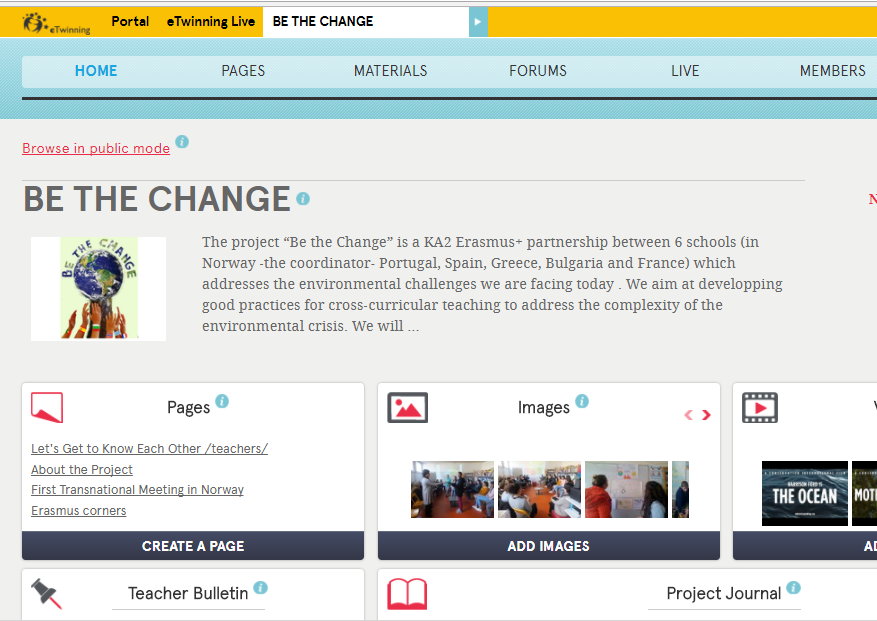 eTwinning Portal eTwinning Live BE THE CHANGE
HOME PAGES MATERIALS FORUMS LIVE MEMBERS
Browse in public mode i
BE THE CHANGE i
N
BE THE CHANGE
The project “Be the Change” is a KA2 Erasmus+ partnership between 6 schools (in
Norway -the coordinator- Portugal, Spain, Greece, Bulgaria and France) which
addresses the environmental challenges we are facing today . We aim at developping
good practices for cross-curricular teaching to address the complexity of the
environmental crisis. We will ...
Pages i
Let's Get to Know Each Other /teachers/
About the Project
First Transnational Meeting in Norway
Erasmus corners
CREATE A PAGE
Images i
ADD IMAGES
V
HARRISON FORD IS
THE OCEAN
MOT
AD
Teacher Bulletin i
Project Journal i